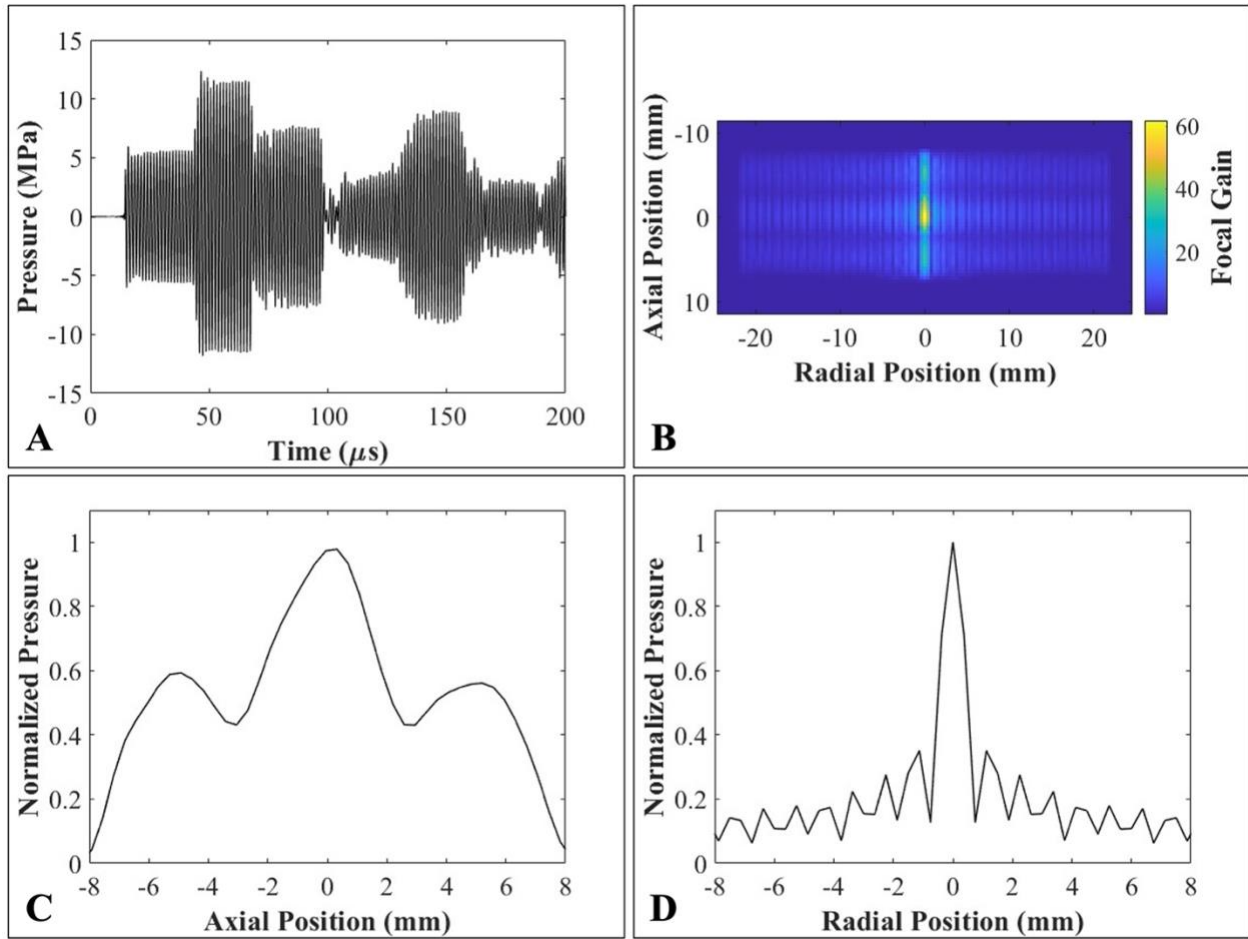 15
10
5
0
-5
-10
-15
0 50 100 150 200
Pressure (MPa)
Time (μs)
A
-10
0
10
-20 -10 0 10 20
Axial Position (mm)
Radial Position (mm)
60
40
20
Focal Gain
B
1
0.8
0.6
0.4
0.2
0
-8 -6 -4 -2 0 2 4 6 8
Normalized Pressure
Axial Position (mm)
C
1
0.8
0.6
0.4
0.2
0
-8 -6 -4 -2 0 2 4 6 8
Normalized Pressure
Radial Position (mm)
D